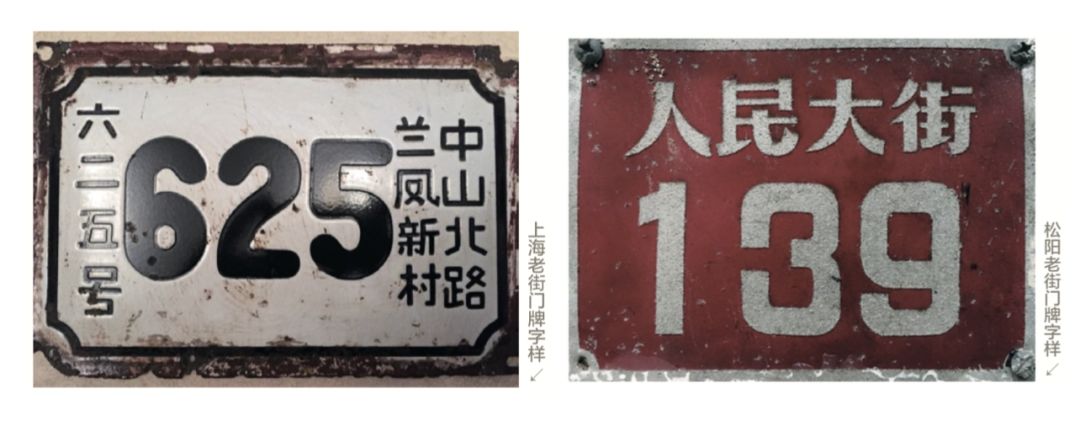 中山北路
兰凤新村
625
六二五号
上海老街门牌字样↙
人民大街
139
松阳老街门牌字样↙